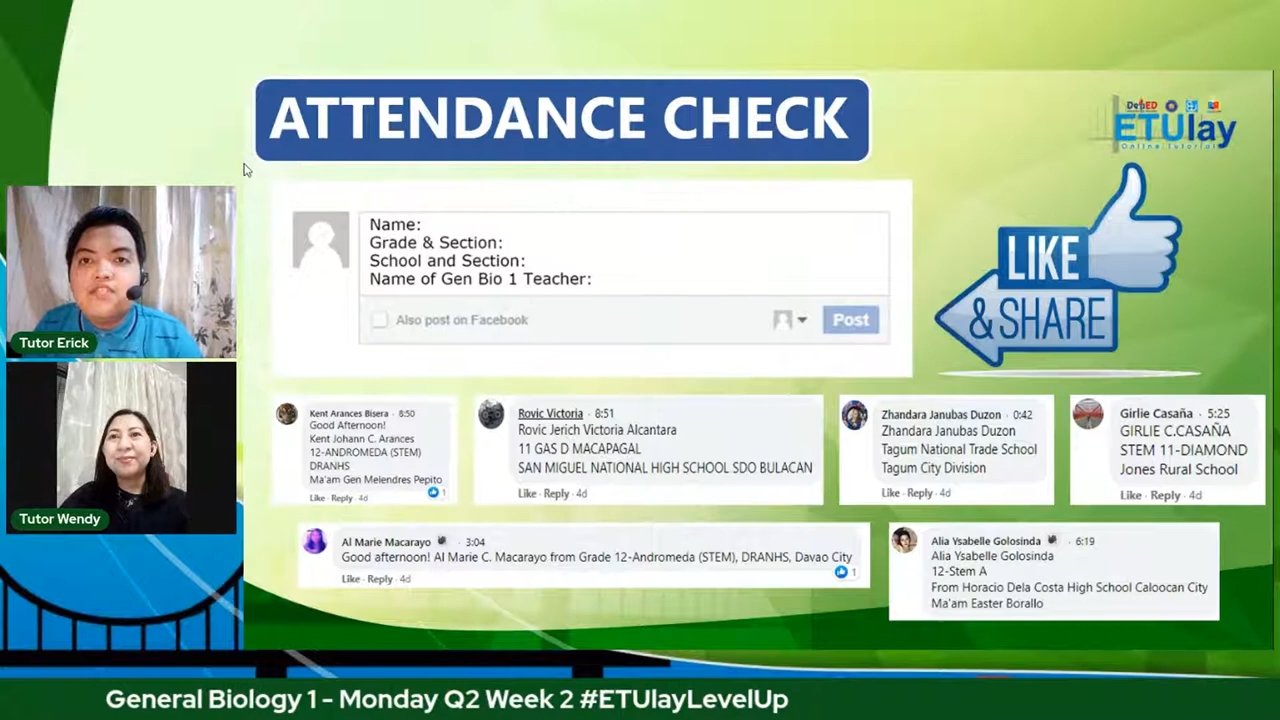 ATTENDANCE CHECK
DepED
ETUlay
Online Tutorial
Name:
Grade & Section:
School and Section:
Name of Gen Bio 1 Teacher:
Also post on Facebook
Post
LIKE
& SHARE
Tutor Erick
Tutor Wendy
Kent Arances Bisera · 8:50
Good Afternoon!
Kent Johann C. Arances
12-ANDROMEDA (STEM)
DRANHS
Ma'am Gen Melendres Pepito
Like · Reply · 4d
1
Rovic Victoria · 8:51
Rovic Jerich Victoria Alcantara
11 GAS D MACAPAGAL
SAN MIGUEL NATIONAL HIGH SCHOOL SDO BULACAN
Like · Reply · 4d
Zhandara Janubas Duzon · 0:42
Zhandara Janubas Duzon
Tagum National Trade School
Tagum City Division
Like · Reply · 4d
Girlie Casaña · 5:25
GIRLIE C.CASAÑA
STEM 11-DIAMOND
Jones Rural School
Like · Reply · 4d
Al Marie Macarayo · 3:04
Good afternoon! Al Marie C. Macarayo from Grade 12-Andromeda (STEM), DRANHS, Davao City
Like · Reply · 4d
1
Alia Ysabelle Golosinda · 6:19
Alia Ysabelle Golosinda
12-Stem A
From Horacio Dela Costa High School Caloocan City
Ma'am Easter Borallo
General Biology 1 - Monday Q2 Week 2 #ETUlayLevelUp